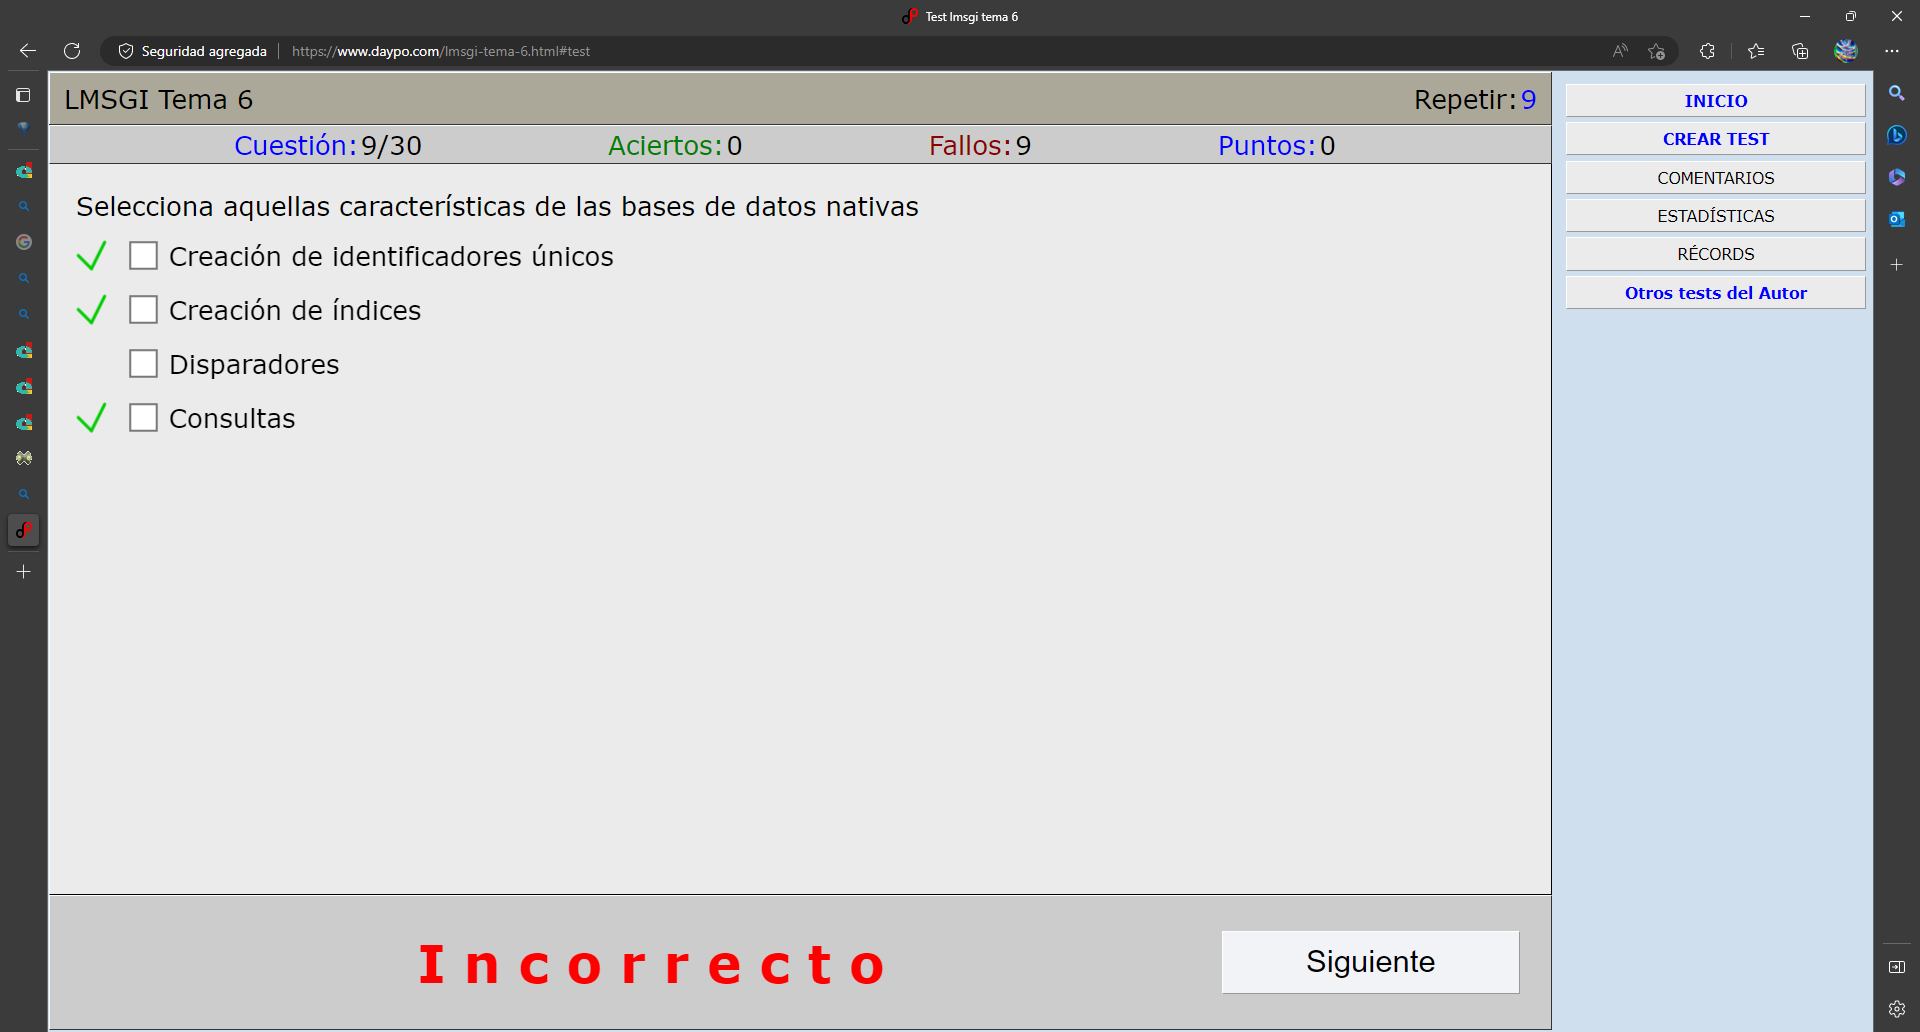 Test lmsgi tema 6
Seguridad agregada
https://www.daypo.com/lmsgi-tema-6.html#test
LMSGI Tema 6
Repetir:9
Cuestión:9/30
Aciertos:0
Fallos:9
Puntos:0
Selecciona aquellas características de las bases de datos nativas
Creación de identificadores únicos
Creación de índices
Disparadores
Consultas
Incorrecto
Siguiente
INICIO
CREAR TEST
COMENTARIOS
ESTADÍSTICAS
RÉCORDS
Otros tests del Autor